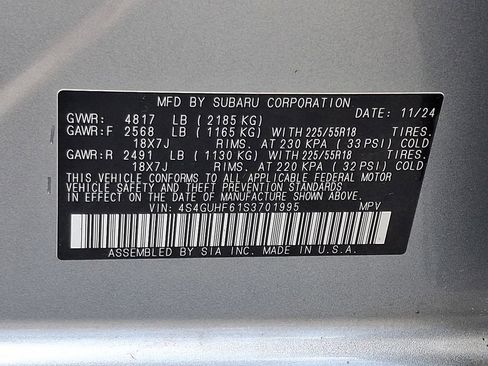 MFD BY SUBARU CORPORATION
GVWR: 4817 LB ( 2185 KG) DATE: 11/24
GAWR:F 2568 LB ( 1165 KG) WITH 225/55R18 TIRES.
18X7J RIMS. AT 230 KPA ( 33 PSI) COLD
GAWR:R 2491 LB ( 1130 KG) WITH 225/55R18 TIRES.
18X7J RIMS. AT 220 KPA ( 32 PSI) COLD
THIS VEHICLE CONFORMS TO ALL APPLICABLE FEDERAL MOTOR
VEHICLE SAFETY, AND THEFT PREVENTION STANDARDS
IN EFFECT ON THE DATE OF MANUFACTURE SHOWN ABOVE.
VIN: 4S4GUHF61S3701995 MPV
ASSEMBLED BY SIA INC. MADE IN U.S.A.